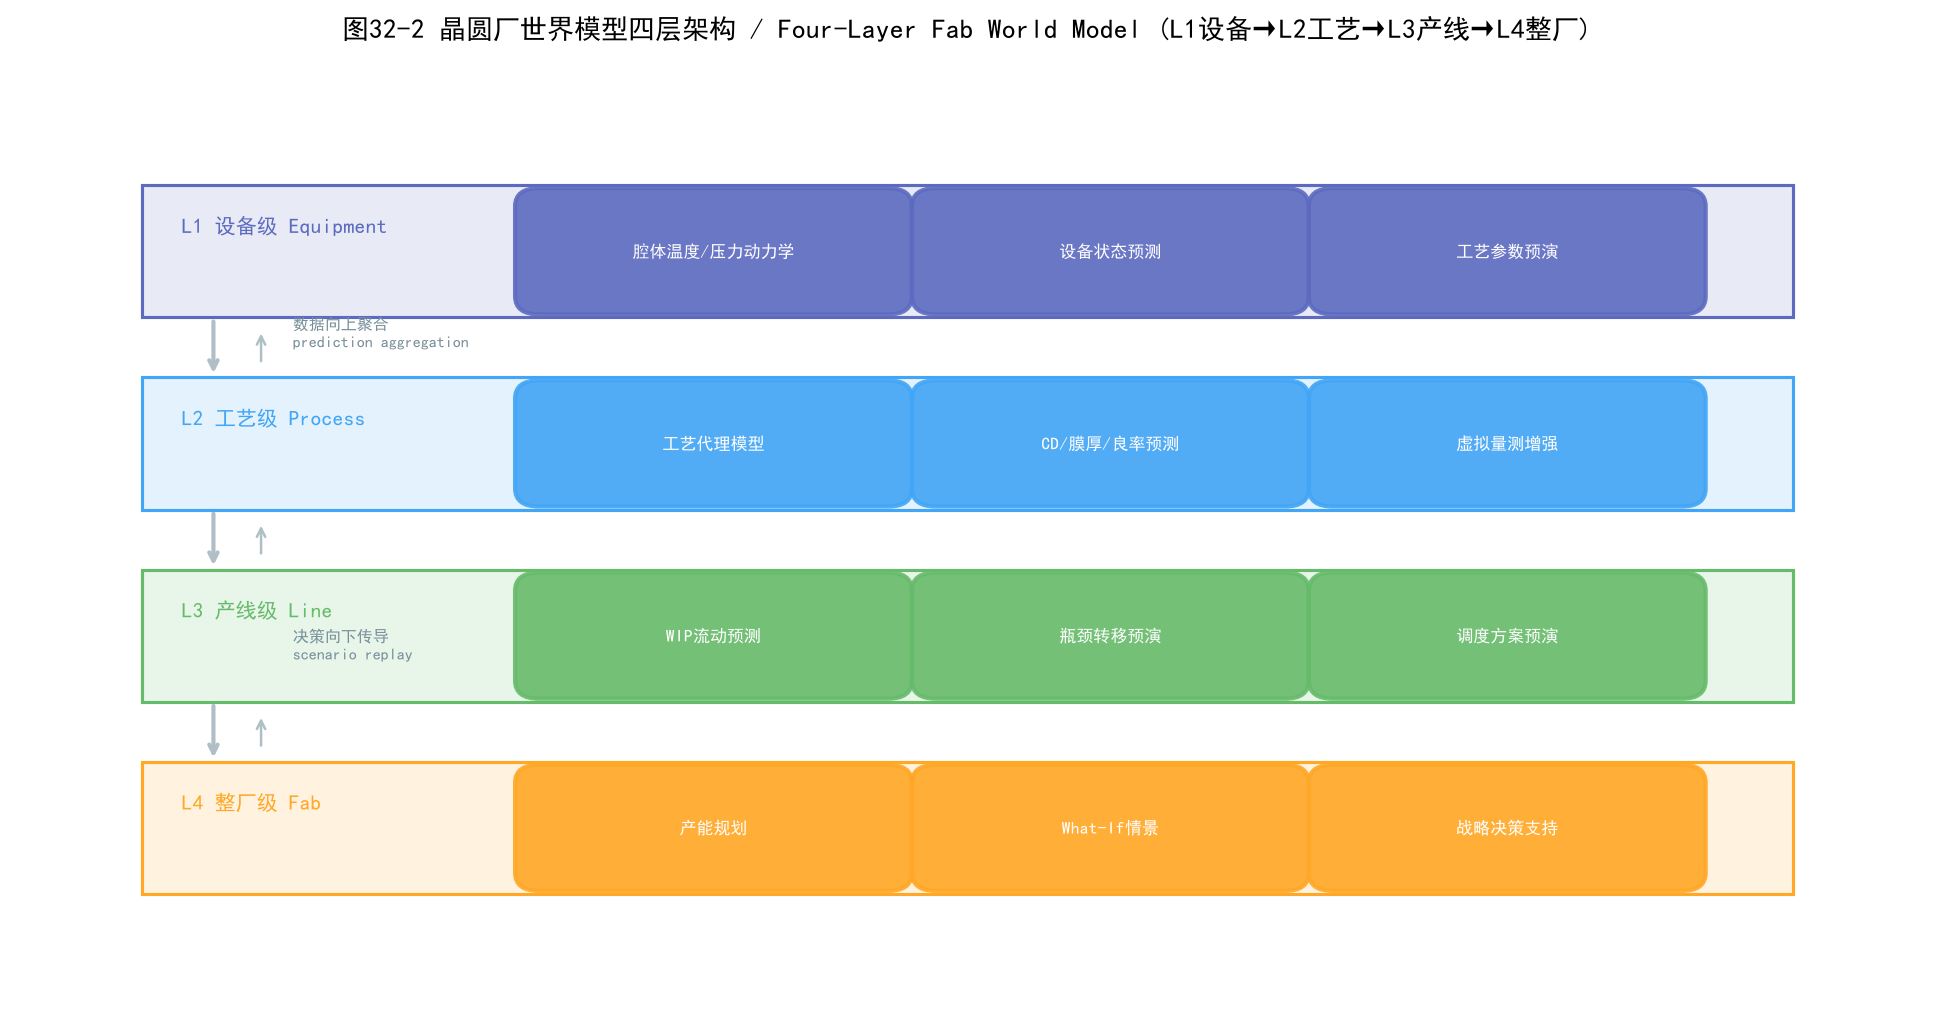 图32-2 晶圆厂世界模型四层架构 / Four-Layer Fab World Model (L1设备→L2工艺→L3产线→L4整厂)
L1 设备级 Equipment
腔体温度/压力动力学
设备状态预测
工艺参数预演
数据向上聚合
prediction aggregation
L2 工艺级 Process
工艺代理模型
CD/膜厚/良率预测
虚拟量测增强
L3 产线级 Line
决策向下传导
scenario replay
WIP流动预测
瓶颈转移预演
调度方案预演
L4 整厂级 Fab
产能规划
What-If情景
战略决策支持